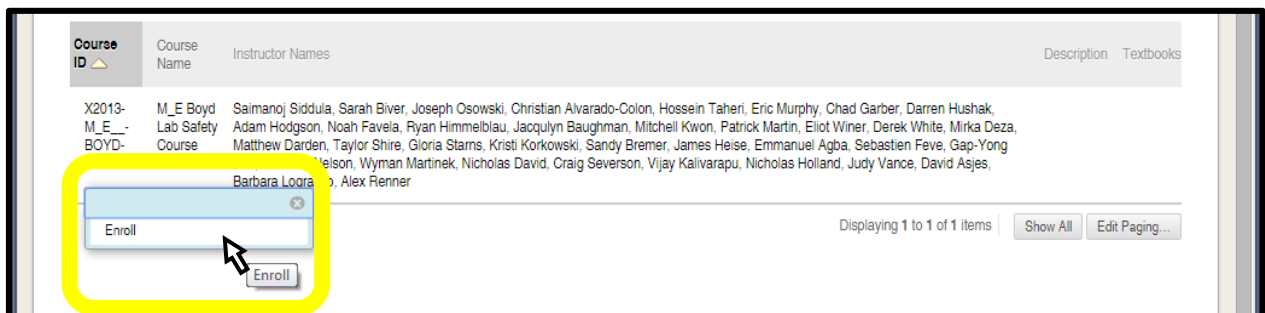 Course ID
Course Name
Instructor Names
Description
Textbooks
X2013-
M_E__-
BOYD-
M_E Boyd
Lab Safety
Course
Saimanoj Siddula, Sarah Biver, Joseph Osowski, Christian Alvarado-Colon, Hossein Taheri, Eric Murphy, Chad Garber, Darren Hushak,
Adam Hodgson, Noah Favela, Ryan Himmelblau, Jacqulyn Baughman, Mitchell Kwon, Patrick Martin, Eliot Winer, Derek White, Mirka Deza,
Matthew Darden, Taylor Shire, Gloria Starns, Kristi Korkowski, Sandy Bremer, James Heise, Emmanuel Agba, Sebastien Feve, Gap-Yong
Nelson, Wyman Martinek, Nicholas David, Craig Severson, Vijay Kalivarapu, Nicholas Holland, Judy Vance, David Asjes,
Barbara Alex Renner
Enroll
Enroll
Displaying 1 to 1 of 1 items
Show All
Edit Paging...